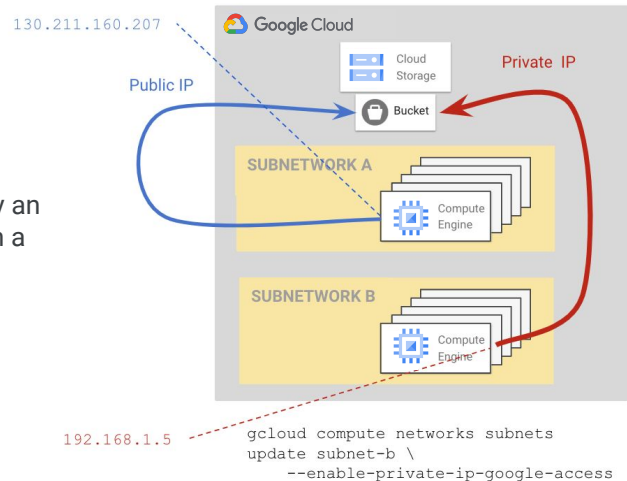 130.211.160.207
Google Cloud
Cloud
Storage
Public IP
Private IP
Bucket
SUBNETWORK A
Compute
Engine
y an
n a
SUBNETWORK B
Compute
Engine
192.168.1.5
gcloud compute networks subnets
update subnet-b \
--enable-private-ip-google-access